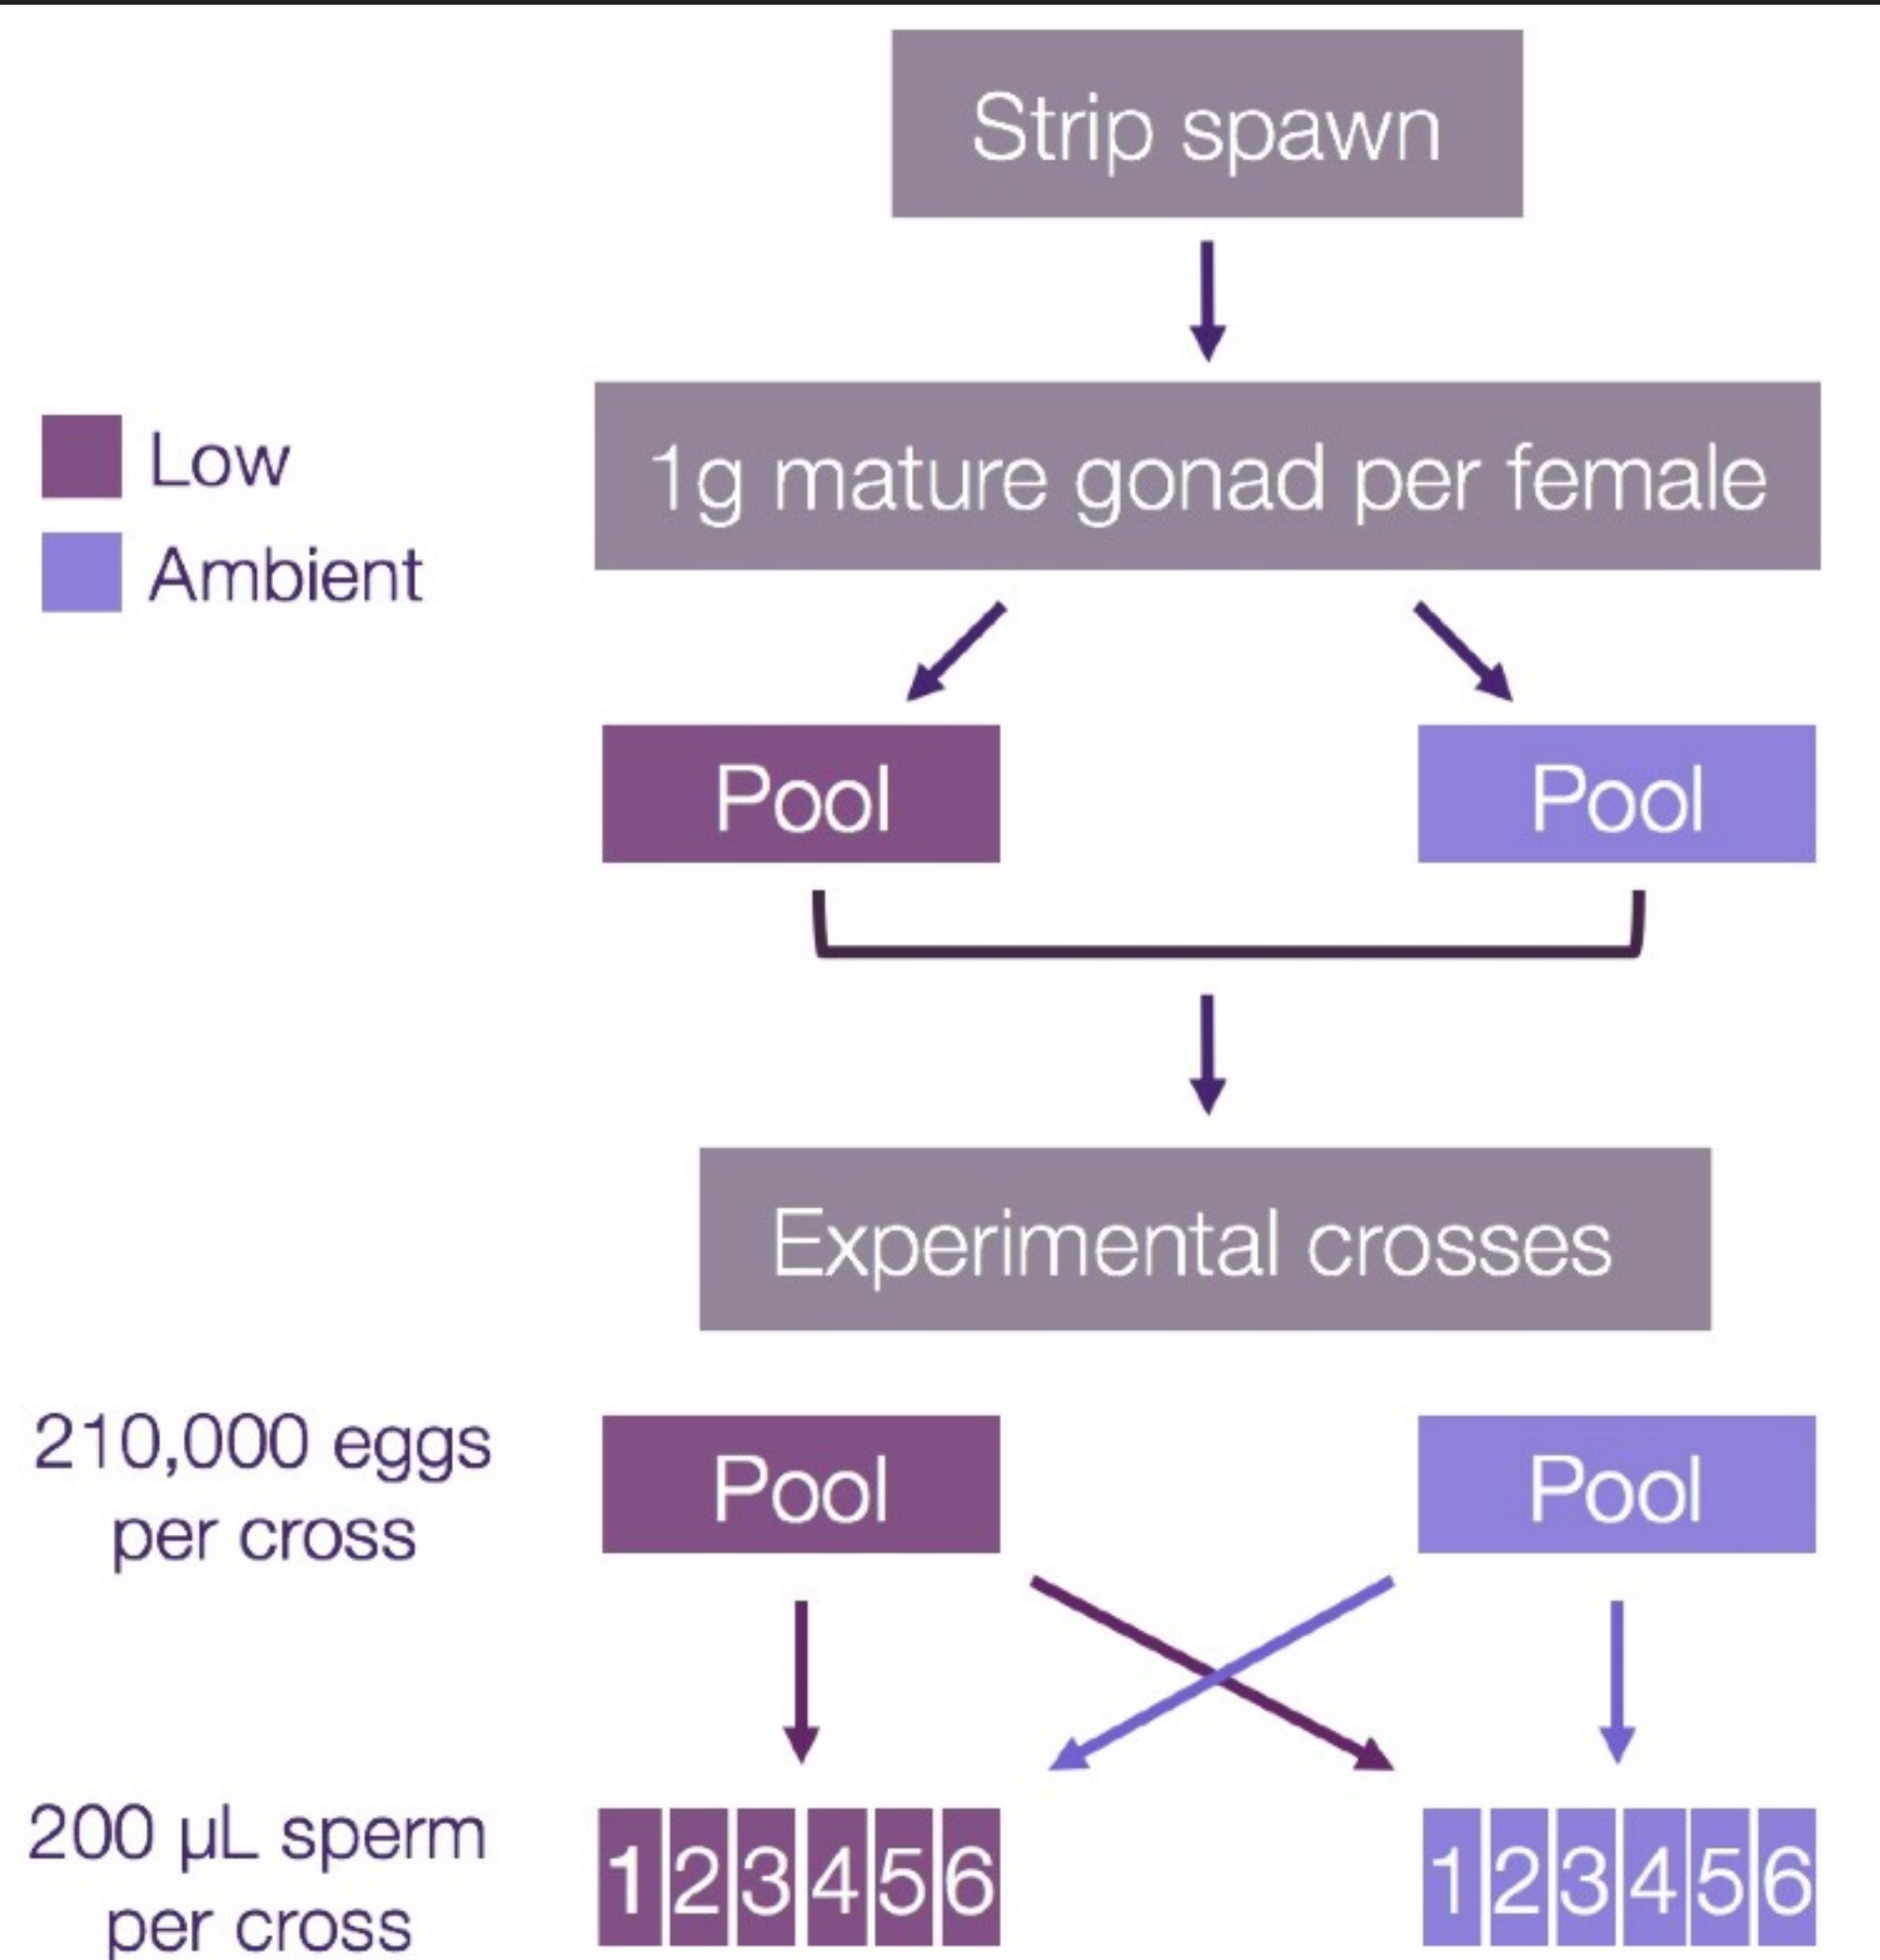 Strip spawn
Low
Ambient
1g mature gonad per female
Pool
Pool
Experimental crosses
210,000 eggs
per cross
Pool
Pool
200 µL sperm
per cross
1 2 3 4 5 6
1 2 3 4 5 6